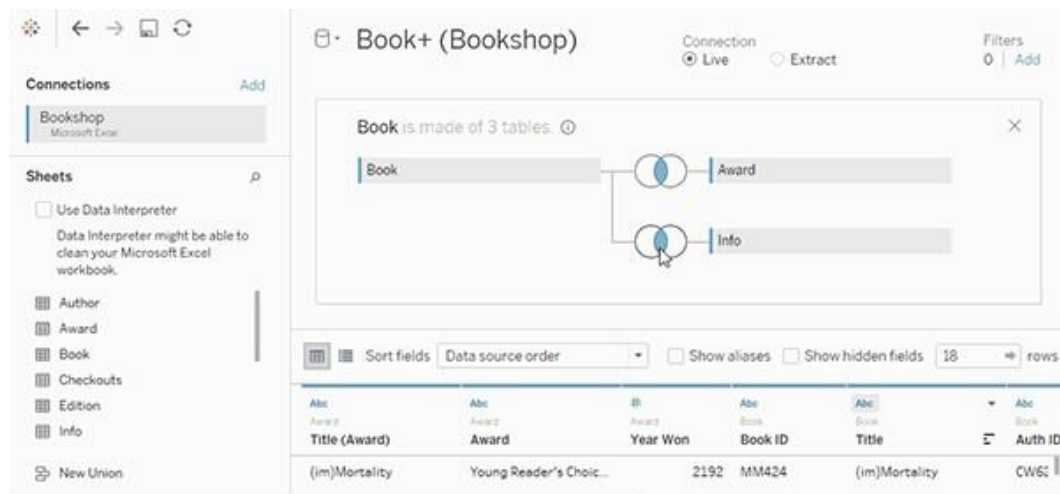 Book+ (Bookshop)
Connection
Live
Extract
Filters
0 | Add
Connections
Add
Bookshop
Microsoft Excel
Sheets
Use Data Interpreter
Data Interpreter might be able to
clean your Microsoft Excel
workbook.
Author
Award
Book
Checkouts
Edition
Info
New Union
Book is made of 3 tables.
Book
Award
Info
Sort fields
Data source order
Show aliases
Show hidden fields
18
rows
Abc Abc # Abc Abc Abc
Award Award Award Book Book Book
Title (Award) Award Year Won Book ID Title Auth ID
(im)Mortality Young Reader's Choic... 2192 MM424 (im)Mortality